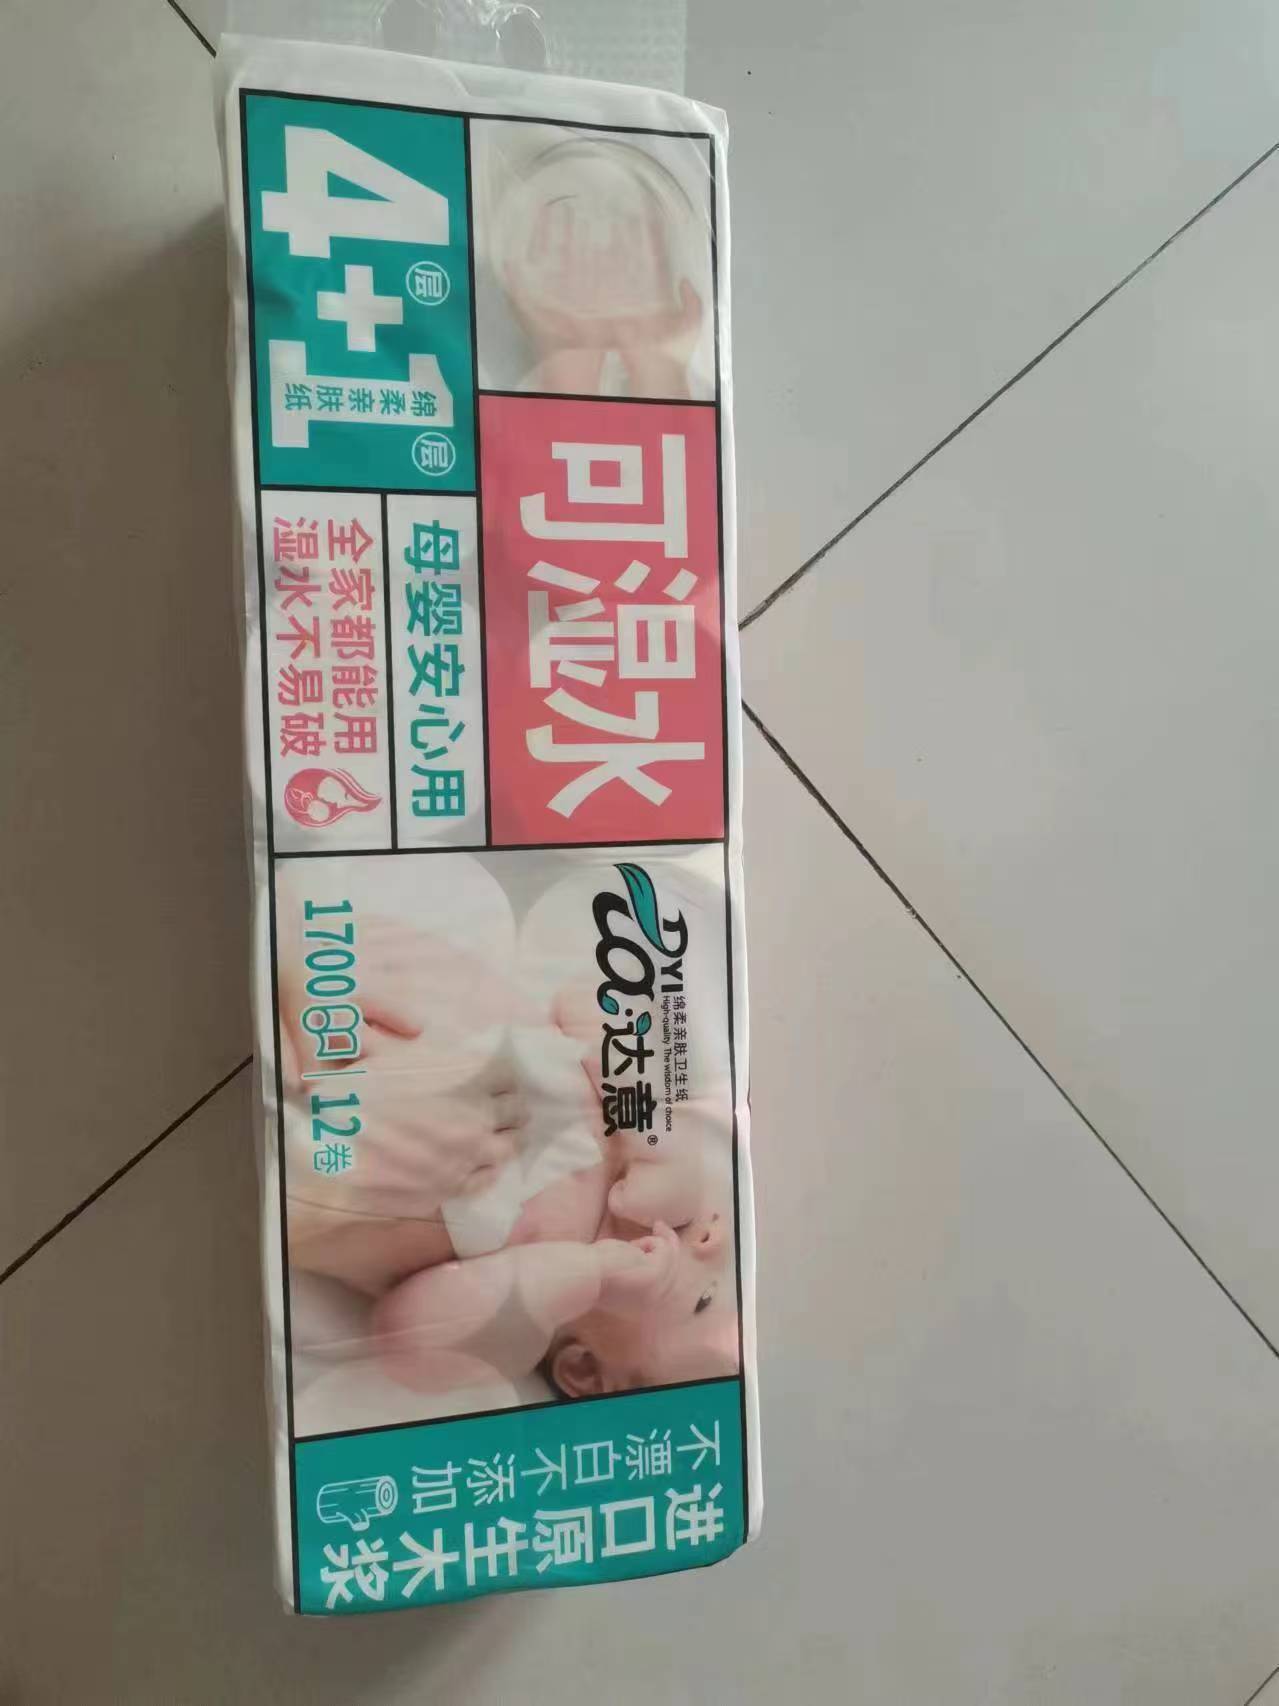 4层+1层
绵柔亲肤纸
可湿水
母婴安心用
全家都能用
湿水不易破
绵柔亲肤卫生纸
High-quality The wisdom of choice
达意®
1700
12卷
不漂白不添加
进口原生木浆